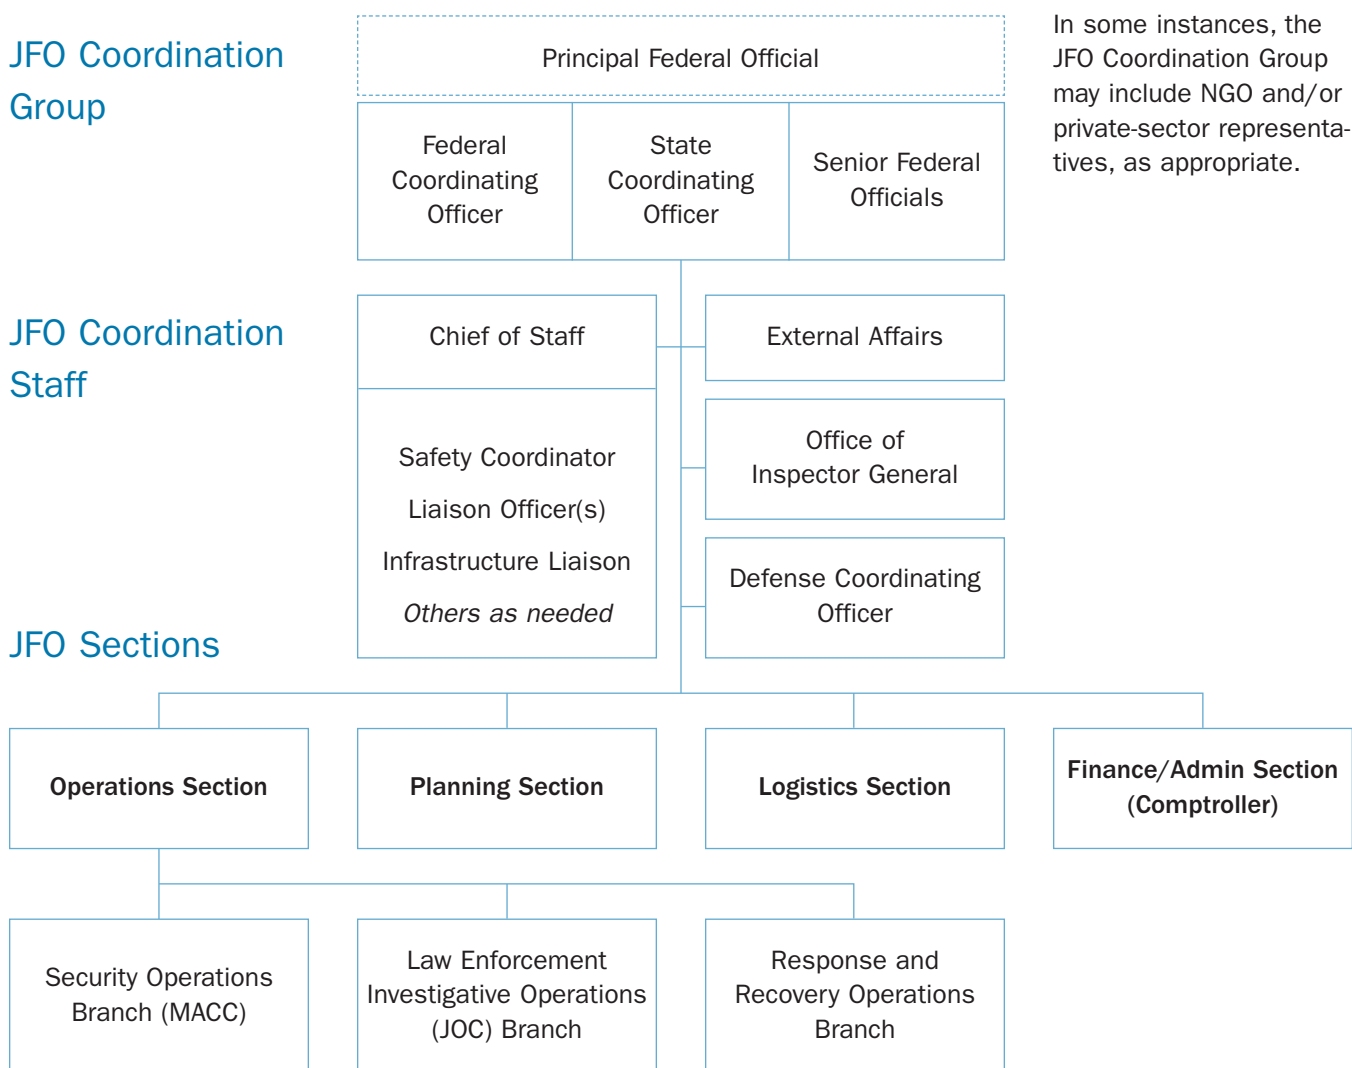 JFO Coordination
Group
Principal Federal Official
In some instances, the
JFO Coordination Group
may include NGO and/or
private-sector representa-
tives, as appropriate.
Federal
Coordinating
Officer
State
Coordinating
Officer
Senior Federal
Officials
JFO Coordination
Staff
Chief of Staff
External Affairs
Safety Coordinator
Liaison Officer(s)
Infrastructure Liaison
Others as needed
Office of
Inspector General
Defense Coordinating
Officer
JFO Sections
Operations Section
Planning Section
Logistics Section
Finance/Admin Section
(Comptroller)
Security Operations
Branch (MACC)
Law Enforcement
Investigative Operations
(JOC) Branch
Response and
Recovery Operations
Branch